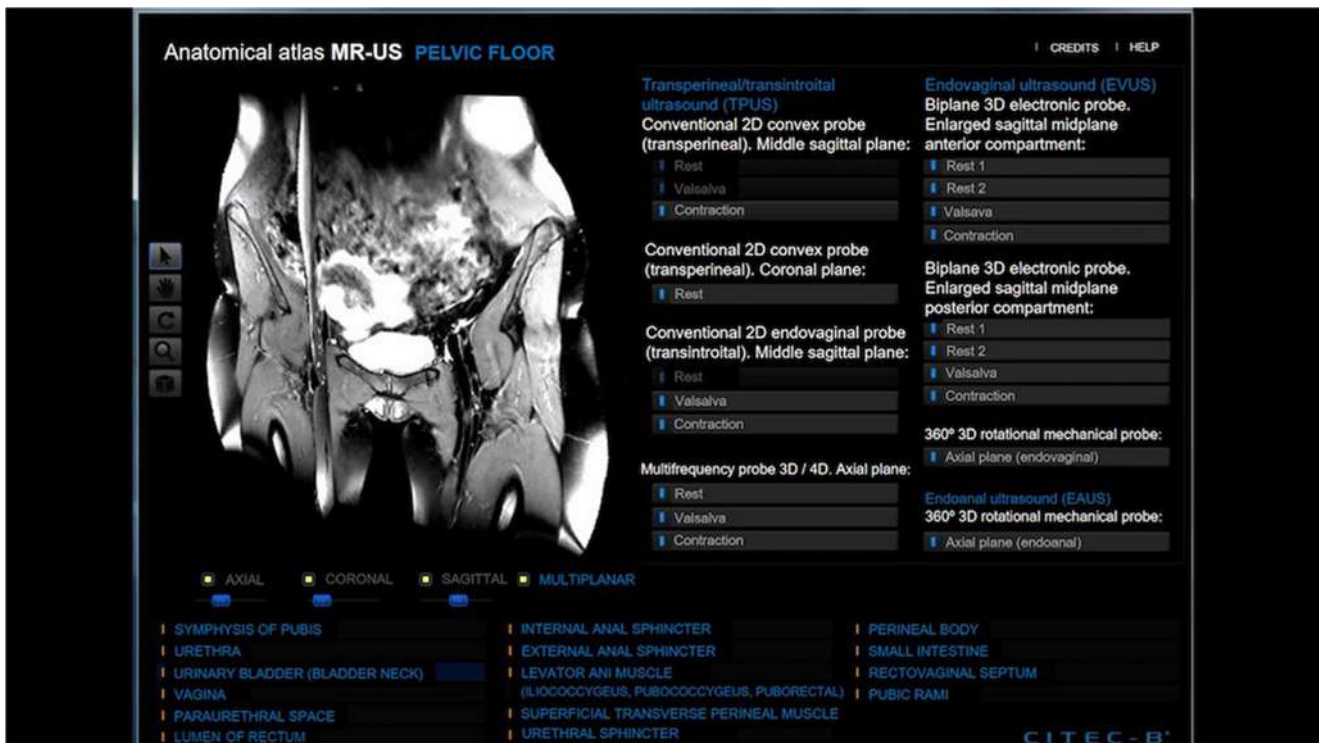 Anatomical atlas MR-US PELVIC FLOOR
CREDITS
HELP
Transperineal/transintroital
ultrasound (TPUS)
Conventional 2D convex probe
(transperineal). Middle sagittal plane:
Rest
Valsalva
Contraction
Conventional 2D convex probe
(transperineal). Coronal plane:
Rest
Conventional 2D endovaginal probe
(transintroital). Middle sagittal plane:
Rest
Valsalva
Contraction
Multifrequency probe 3D / 4D. Axial plane:
Rest
Valsalva
Contraction
Endovaginal ultrasound (EVUS)
Biplane 3D electronic probe.
Enlarged sagittal midplane
anterior compartment:
Rest 1
Rest 2
Valsava
Contraction
Biplane 3D electronic probe.
Enlarged sagittal midplane
posterior compartment:
Rest 1
Rest 2
Valsalva
Contraction
360º 3D rotational mechanical probe:
Axial plane (endovaginal)
Endoanal ultrasound (EAUS)
360º 3D rotational mechanical probe:
Axial plane (endoanal)
AXIAL
CORONAL
SAGITTAL
MULTIPLANAR
SYMPHYSIS OF PUBIS
URETHRA
URINARY BLADDER (BLADDER NECK)
VAGINA
PARAURETHRAL SPACE
LUMEN OF RECTUM
INTERNAL ANAL SPHINCTER
EXTERNAL ANAL SPHINCTER
LEVATOR ANI MUSCLE
(ILIOCOCCYGEUS, PUBOCOCCYGEUS, PUBORECTAL)
SUPERFICIAL TRANSVERSE PERINEAL MUSCLE
URETHRAL SPHINCTER
PERINEAL BODY
SMALL INTESTINE
RECTOVAGINAL SEPTUM
PUBIC RAMI
CITEC-B